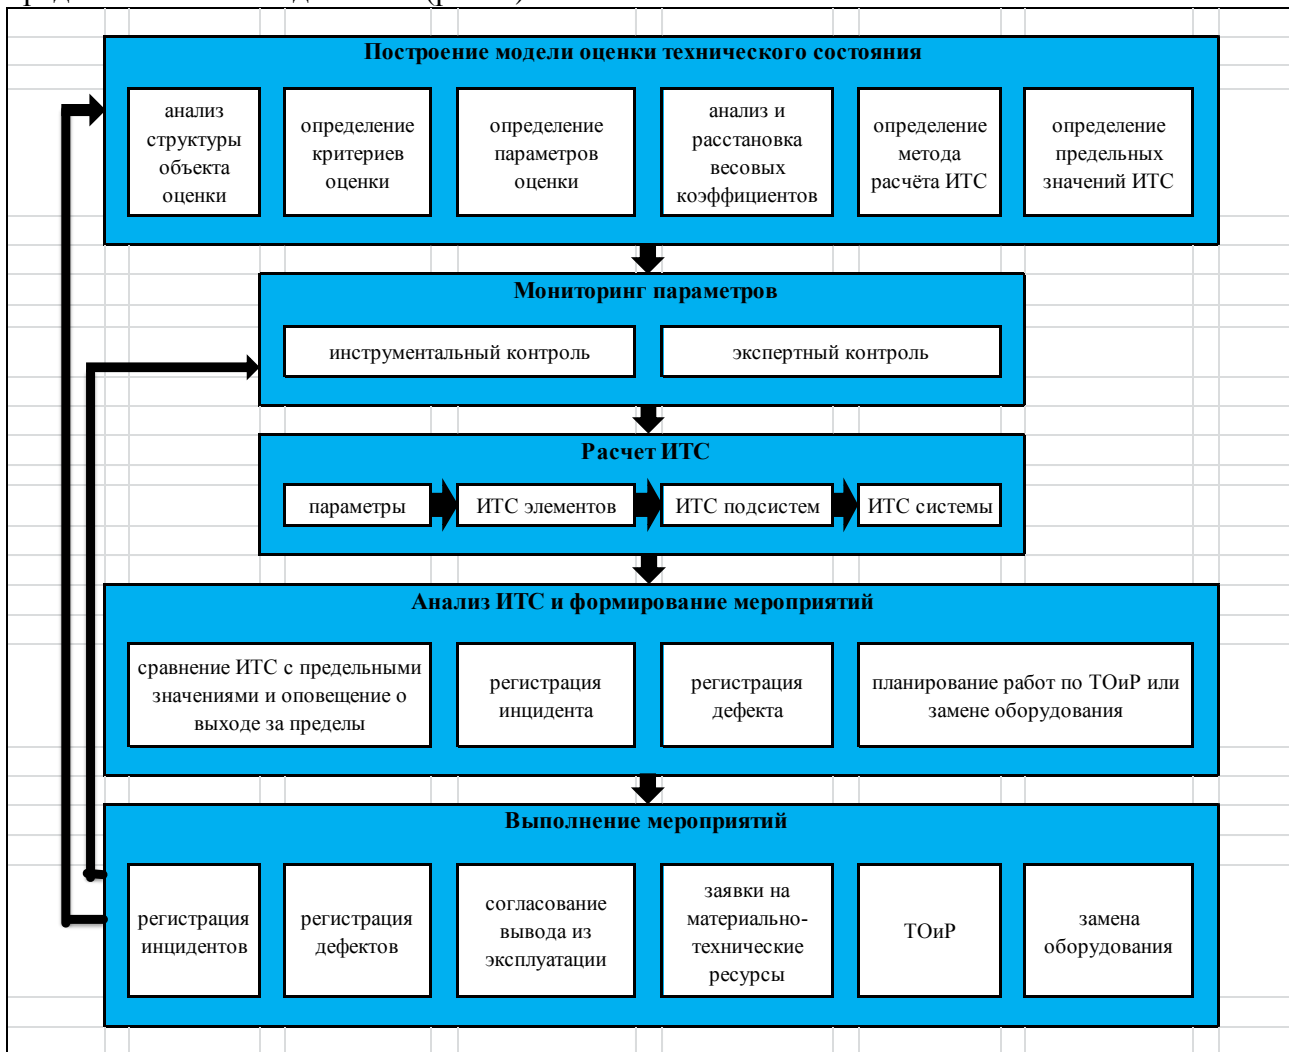 Построение модели оценки технического состояния
анализ
структуры
объекта
оценки
определение
критериев
оценки
определение
параметров
оценки
анализ и
расстановка
весовых
коэффициентов
определение
метода
расчёта ИТС
определение
предельных
значений ИТС
Мониторинг параметров
инструментальный контроль
экспертный контроль
Расчет ИТС
параметры
ИТС элементов
ИТС подсистем
ИТС системы
Анализ ИТС и формирование мероприятий
сравнение ИТС с предельными
значениями и оповещение о
выходе за пределы
регистрация
инцидента
регистрация
дефекта
планирование работ по ТОиР или
замене оборудования
Выполнение мероприятий
регистрация
инцидентов
регистрация
дефектов
согласование
вывода из
эксплуатации
заявки на
материально-
технические
ресурсы
ТОиР
замена
оборудования